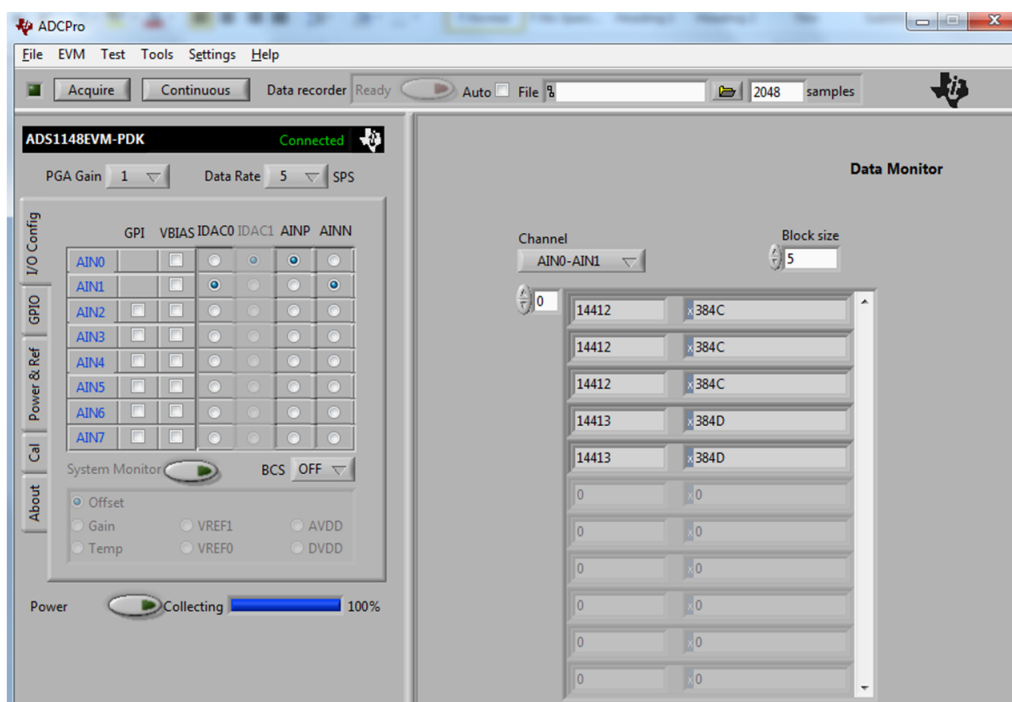 ADCPro
File EVM Test Tools Settings Help
Acquire Continuous Data recorder Ready Auto File 2048 samples
ADS1148EVM-PDK Connected
PGA Gain 1 Data Rate 5 SPS
I/O Config
GPIO
Power & Ref
Cal
About
GPI VBIAS IDAC0 IDAC1 AINP AINN
AIN0
AIN1
AIN2
AIN3
AIN4
AIN5
AIN6
AIN7
System Monitor BCS OFF
Offset
Gain VREF1 AVDD
Temp VREF0 DVDD
Power Collecting 100%
Data Monitor
Channel Block size
AIN0-AIN1 5
0
14412 x384C
14412 x384C
14412 x384C
14413 x384D
14413 x384D
0 x0
0 x0
0 x0
0 x0
0 x0
0 x0